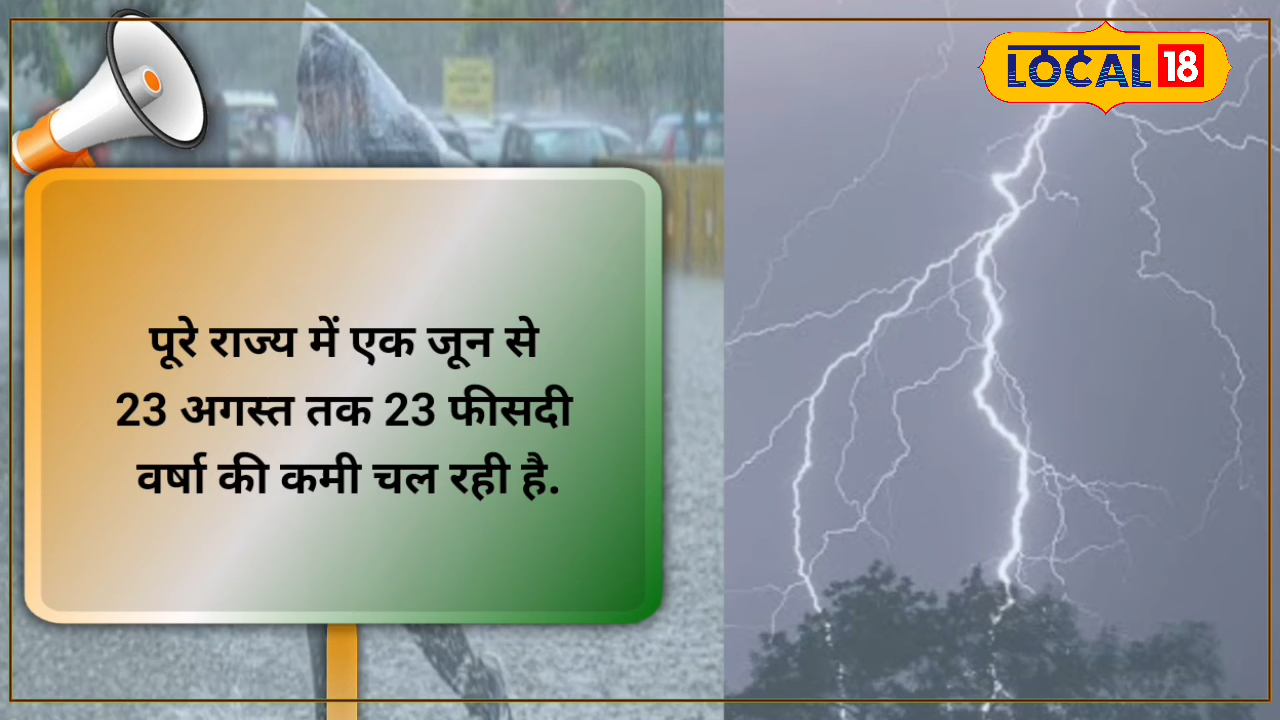 LOCAL 18
पूरे राज्य में एक जून से
23 अगस्त तक 23 फीसदी
वर्षा की कमी चल रही है.